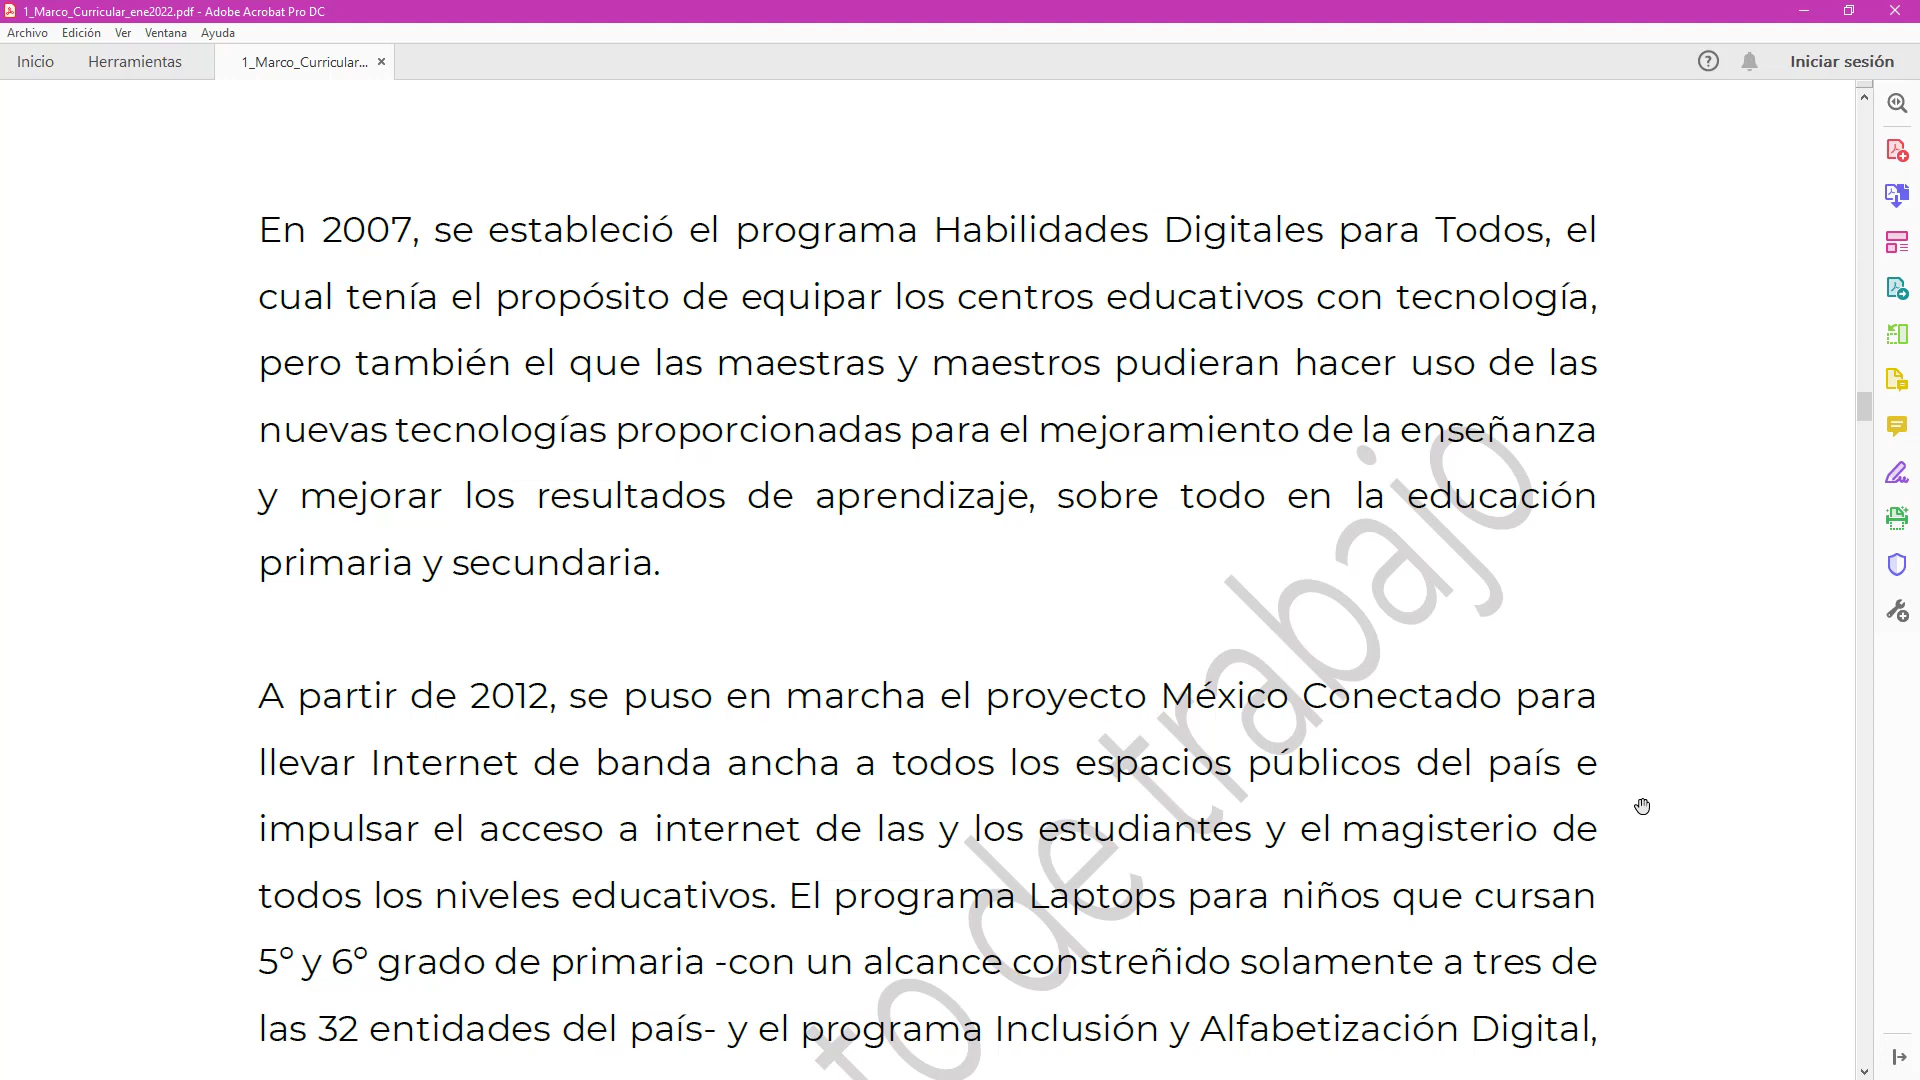 1_Marco_Curricular_ene2022.pdf - Adobe Acrobat Pro DC
Archivo Edición Ver Ventana Ayuda
Inicio Herramientas 1_Marco_Curricular... × Iniciar sesión
En 2007, se estableció el programa Habilidades Digitales para Todos, el
cual tenía el propósito de equipar los centros educativos con tecnología,
pero también el que las maestras y maestros pudieran hacer uso de las
nuevas tecnologías proporcionadas para el mejoramiento de la enseñanza
y mejorar los resultados de aprendizaje, sobre todo en la educación
primaria y secundaria.
A partir de 2012, se puso en marcha el proyecto México Conectado para
llevar Internet de banda ancha a todos los espacios públicos del país e
impulsar el acceso a internet de las y los estudiantes y el magisterio de
todos los niveles educativos. El programa Laptops para niños que cursan
5º y 6º grado de primaria -con un alcance constreñido solamente a tres de
las 32 entidades del país- y el programa Inclusión y Alfabetización Digital,
to de trabajo